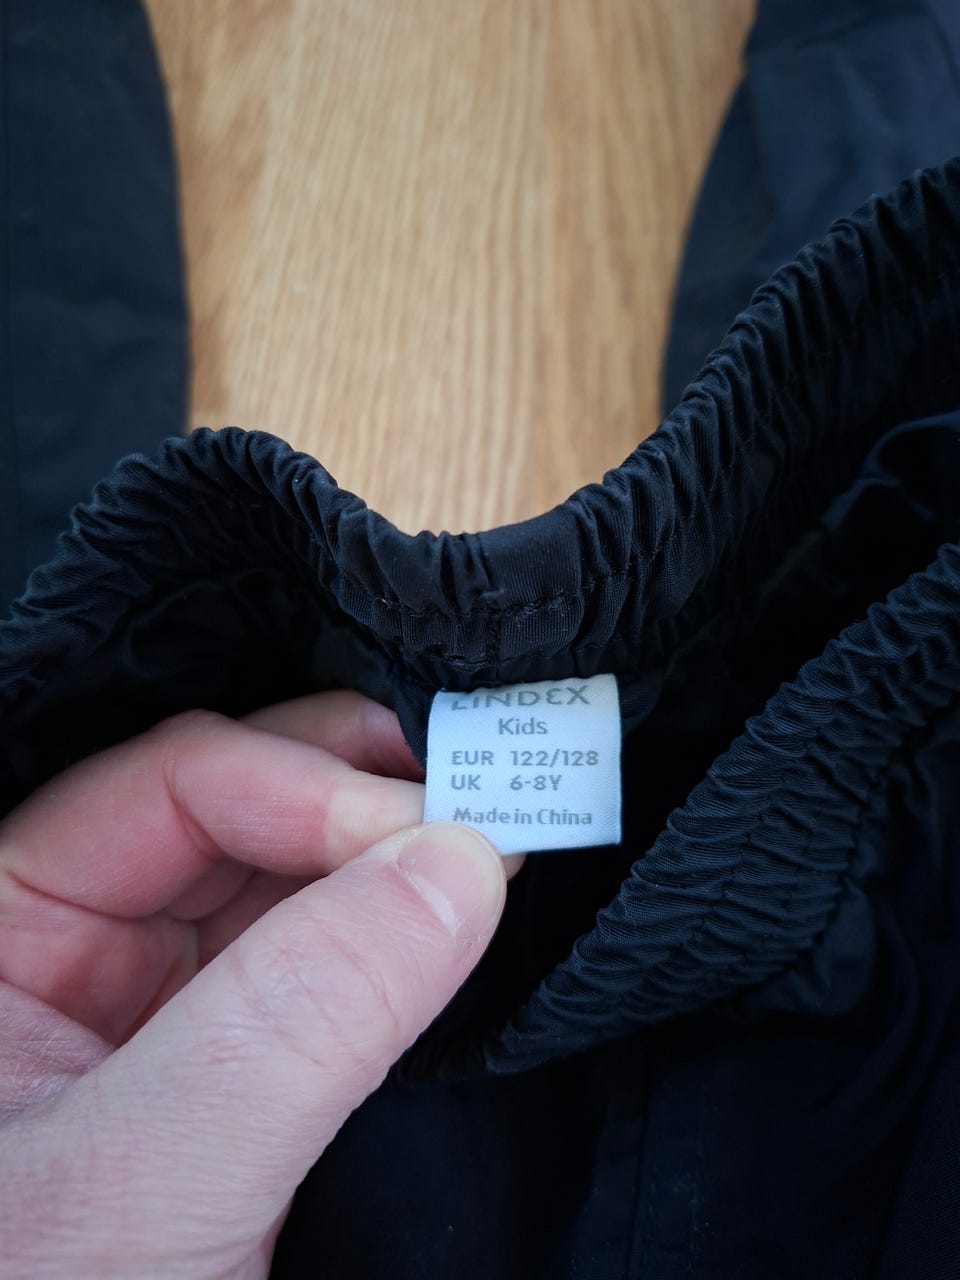 LINDEX
Kids
EUR 122/128
UK 6-8Y
Made in China